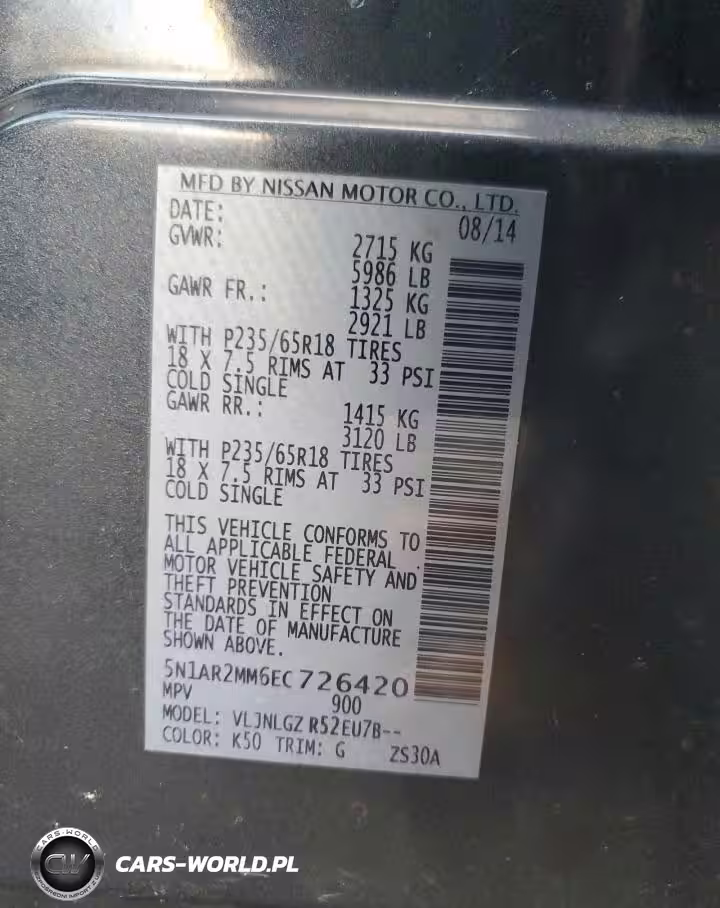 MFD BY NISSAN MOTOR CO., LTD.
DATE: 08/14
GVWR: 2715 KG
5986 LB
GAWR FR.: 1325 KG
2921 LB
WITH P235/65R18 TIRES
18 X 7.5 RIMS AT 33 PSI
COLD SINGLE
GAWR RR.: 1415 KG
3120 LB
WITH P235/65R18 TIRES
18 X 7.5 RIMS AT 33 PSI
COLD SINGLE
THIS VEHICLE CONFORMS TO
ALL APPLICABLE FEDERAL
MOTOR VEHICLE SAFETY AND
THEFT PREVENTION
STANDARDS IN EFFECT ON
THE DATE OF MANUFACTURE
SHOWN ABOVE.
5N1AR2MM6EC726420
MPV 900
MODEL: VLJNLGZ R52EU7B--
COLOR: K50 TRIM: G ZS30A
CARS-WORLD
CW
CARS-WORLD.PL